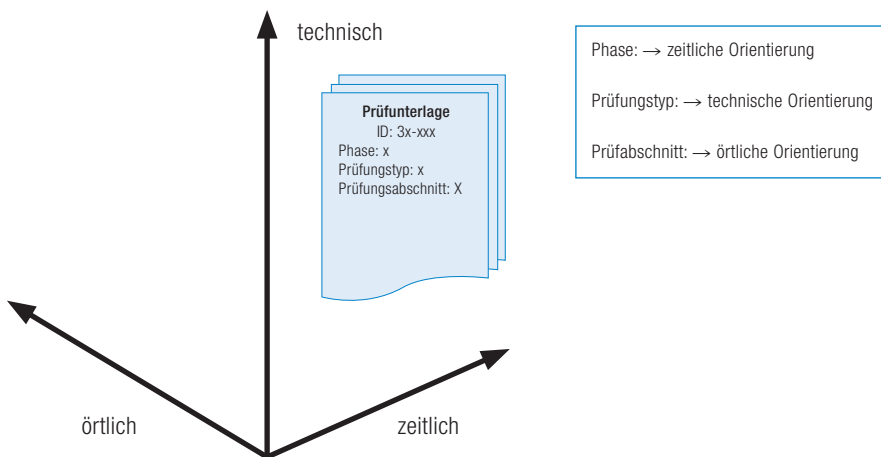 technisch
Prüfunterlage
ID: 3x-xxx
Phase: x
Prüfungstyp: x
Prüfungsabschnitt: X
Phase: → zeitliche Orientierung
Prüfungstyp: → technische Orientierung
Prüfabschnitt: → örtliche Orientierung
örtlich
zeitlich